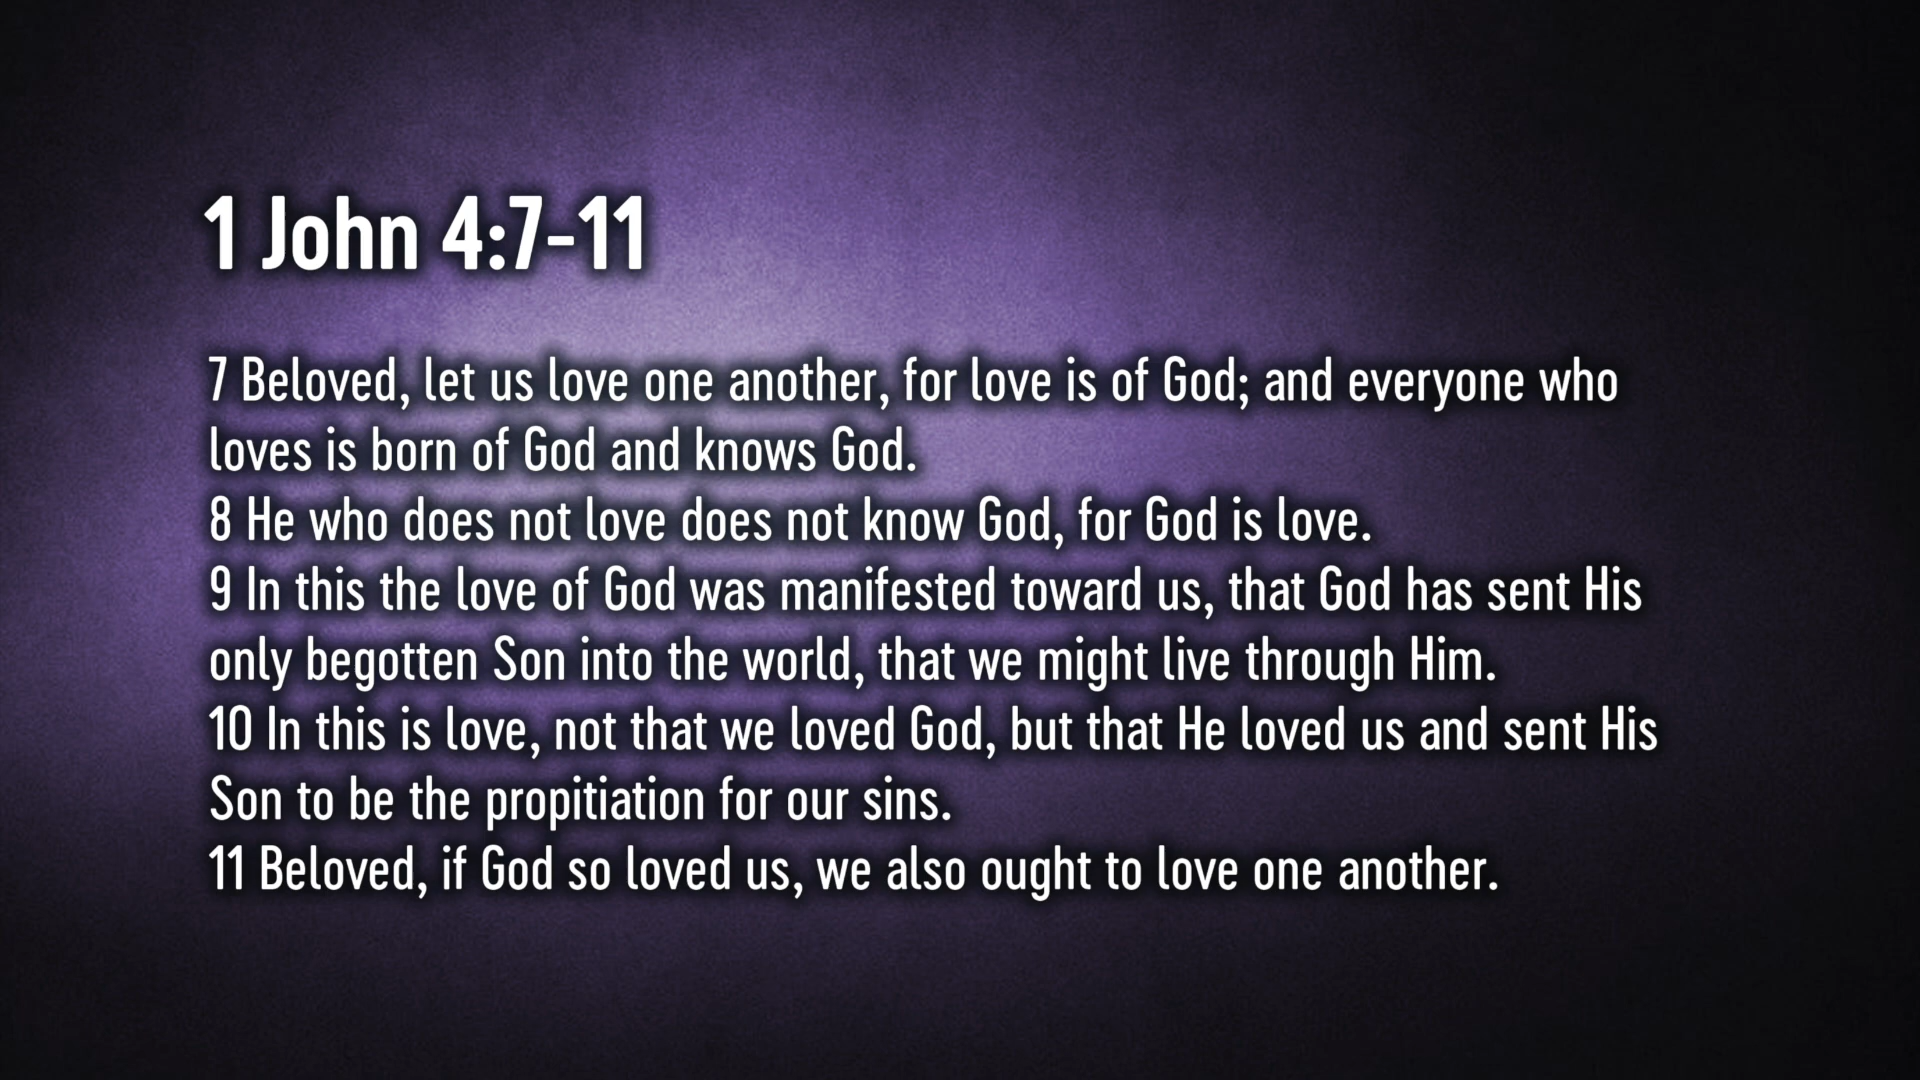 1 John 4:7-11
7 Beloved, let us love one another, for love is of God; and everyone who
loves is born of God and knows God.
8 He who does not love does not know God, for God is love.
9 In this the love of God was manifested toward us, that God has sent His
only begotten Son into the world, that we might live through Him.
10 In this is love, not that we loved God, but that He loved us and sent His
Son to be the propitiation for our sins.
11 Beloved, if God so loved us, we also ought to love one another.